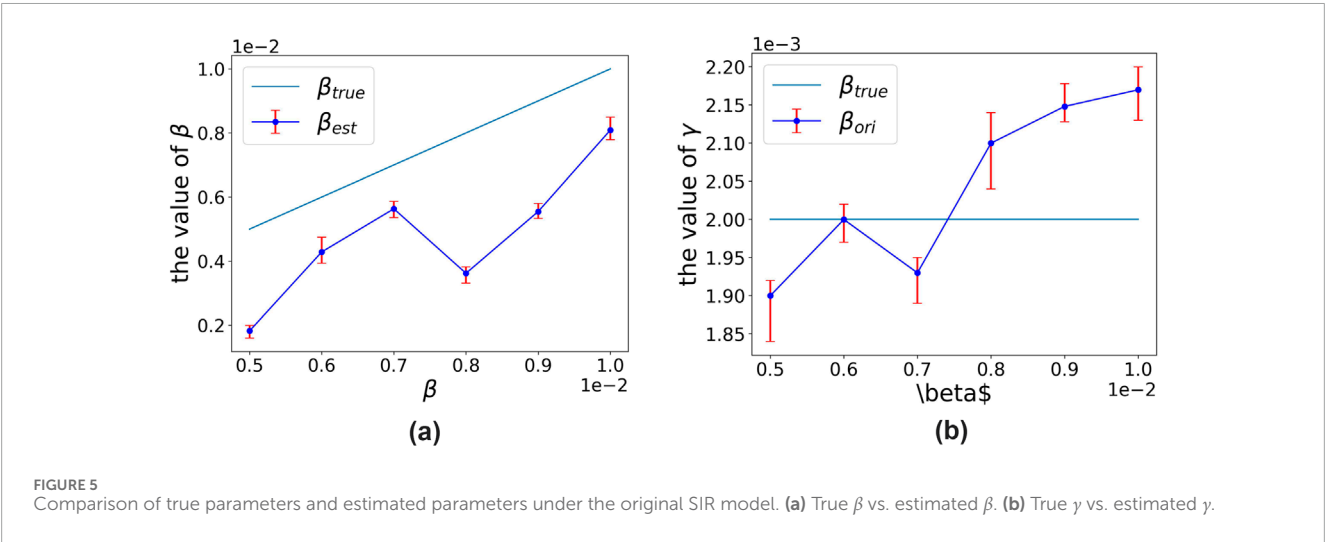 1e−2
1.0
0.8
0.6
0.4
0.2
the value of β
β_true
β_est
0.5 0.6 0.7 0.8 0.9 1.0
1e−2
β
(a)
1e−3
2.20
2.15
2.10
2.05
2.00
1.95
1.90
1.85
the value of γ
β_true
β_ori
0.5 0.6 0.7 0.8 0.9 1.0
1e−2
\beta$
(b)
FIGURE 5
Comparison of true parameters and estimated parameters under the original SIR model. (a) True β vs. estimated β. (b) True γ vs. estimated γ.